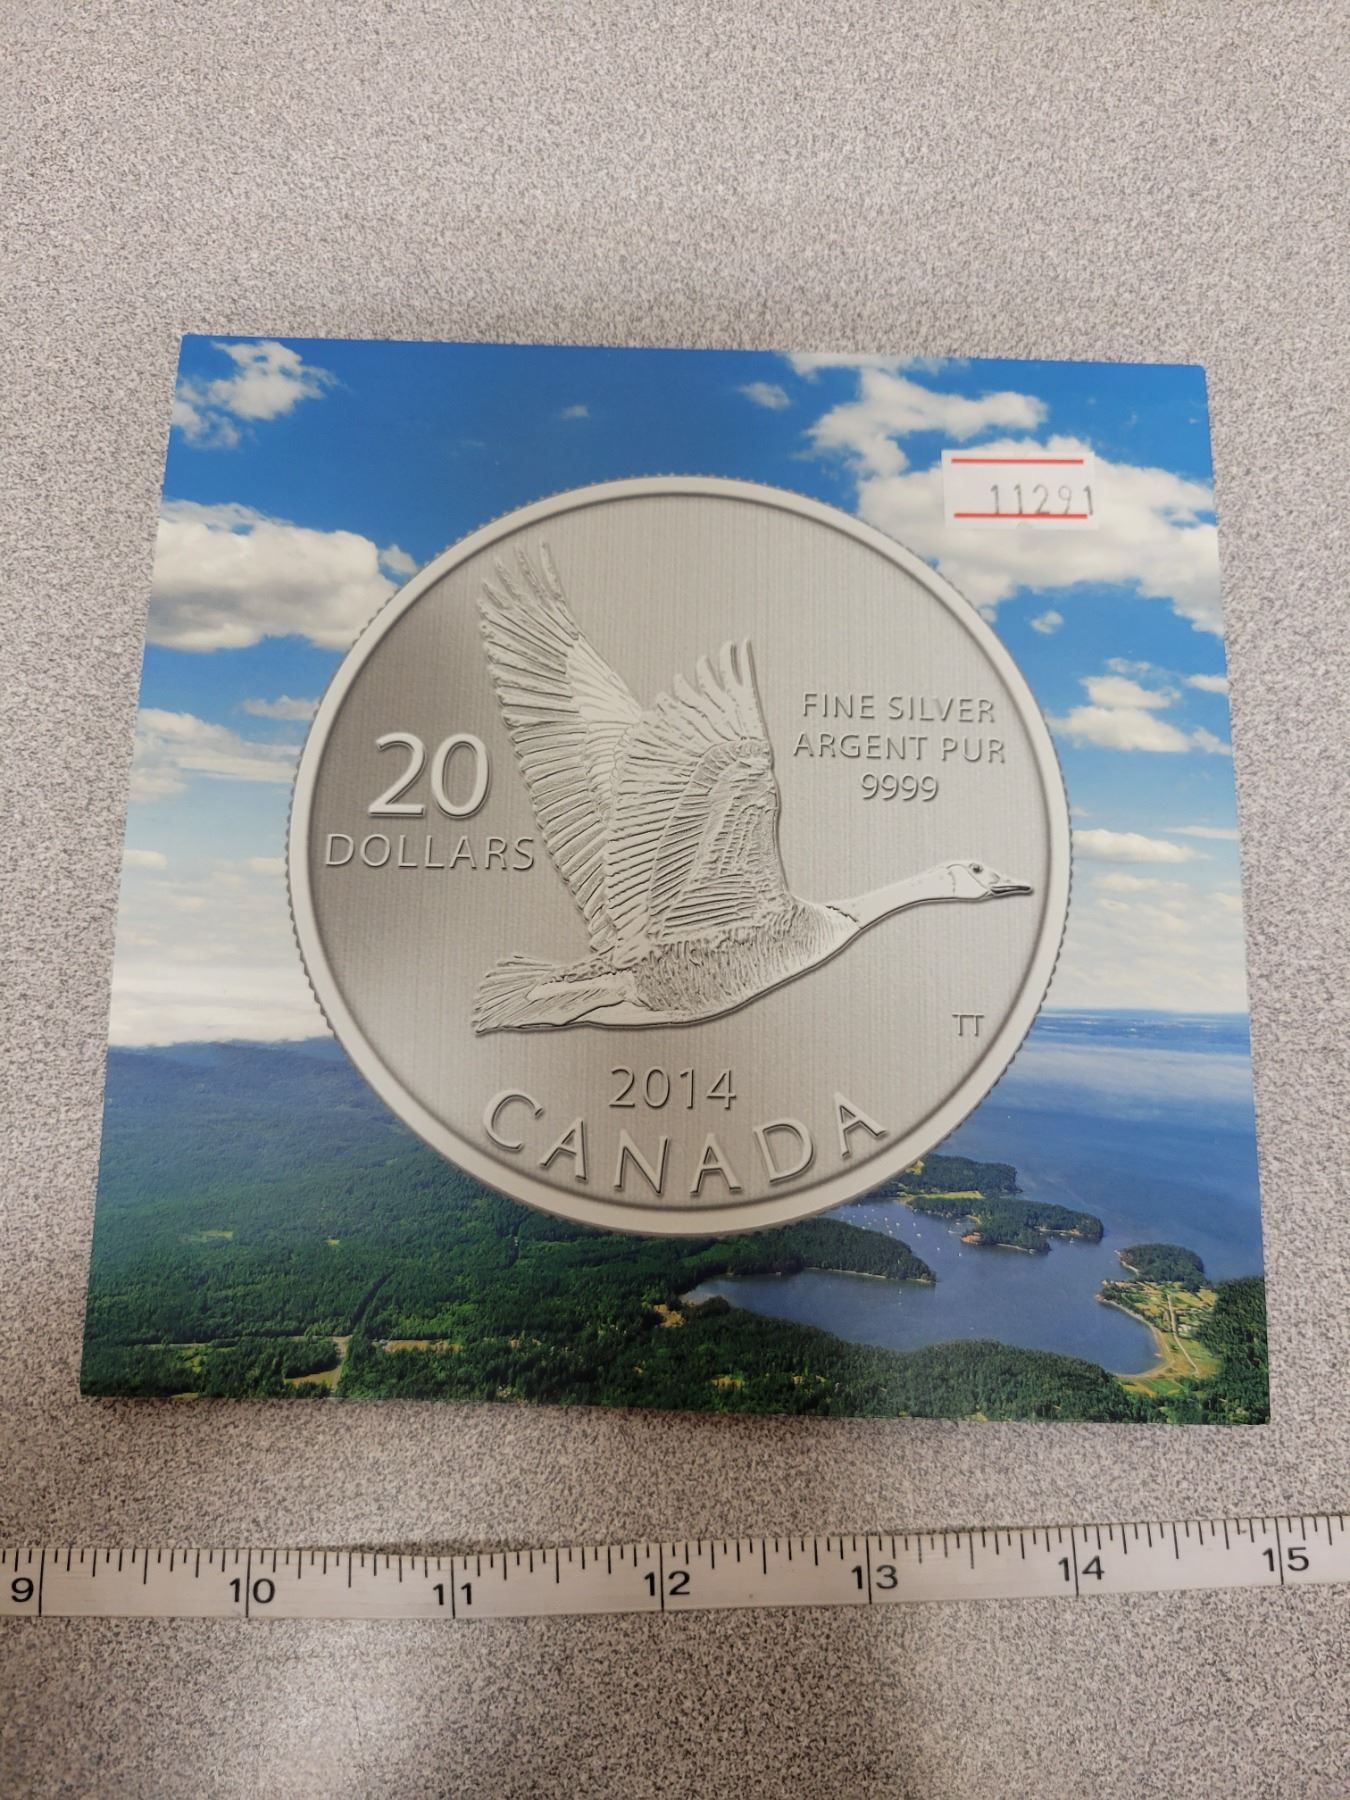 11291
20
DOLLARS
FINE SILVER
ARGENT PUR
9999
TT
2014
CANADA
9 10 11 12 13 14 15